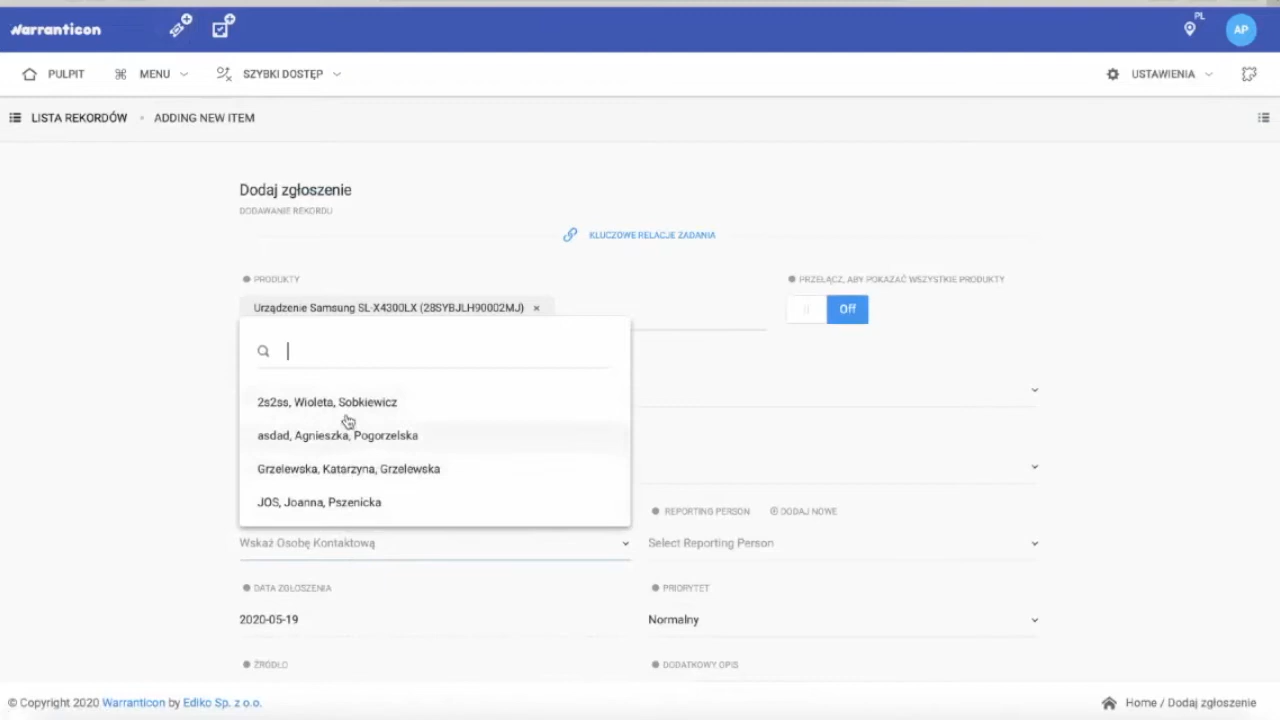 warranticon
PL
AP
PULPIT
MENU
SZYBKI DOSTĘP
USTAWIENIA
LISTA REKORDÓW
ADDING NEW ITEM
Dodaj zgłoszenie
DODAWANIE REKORDU
KLUCZOWE RELACJE ZADANIA
PRODUKTY
PRZEŁĄCZ, ABY POKAZAĆ WSZYSTKIE PRODUKTY
Urządzenie Samsung SL-X4300LX (28SYBJLH90002MJ) ×
Off
2s2ss, Wioleta, Sobkiewicz
asdad, Agnieszka, Pogorzelska
Grzelewska, Katarzyna, Grzelewska
JOS, Joanna, Pszenicka
REPORTING PERSON
DODAJ NOWE
Wskaż Osobę Kontaktową
Select Reporting Person
DATA ZGŁOSZENIA
PRIORYTET
2020-05-19
Normalny
ŹRÓDŁO
DODATKOWY OPIS
© Copyright 2020 Warranticon by Ediko Sp. z o.o.
Home / Dodaj zgłoszenie